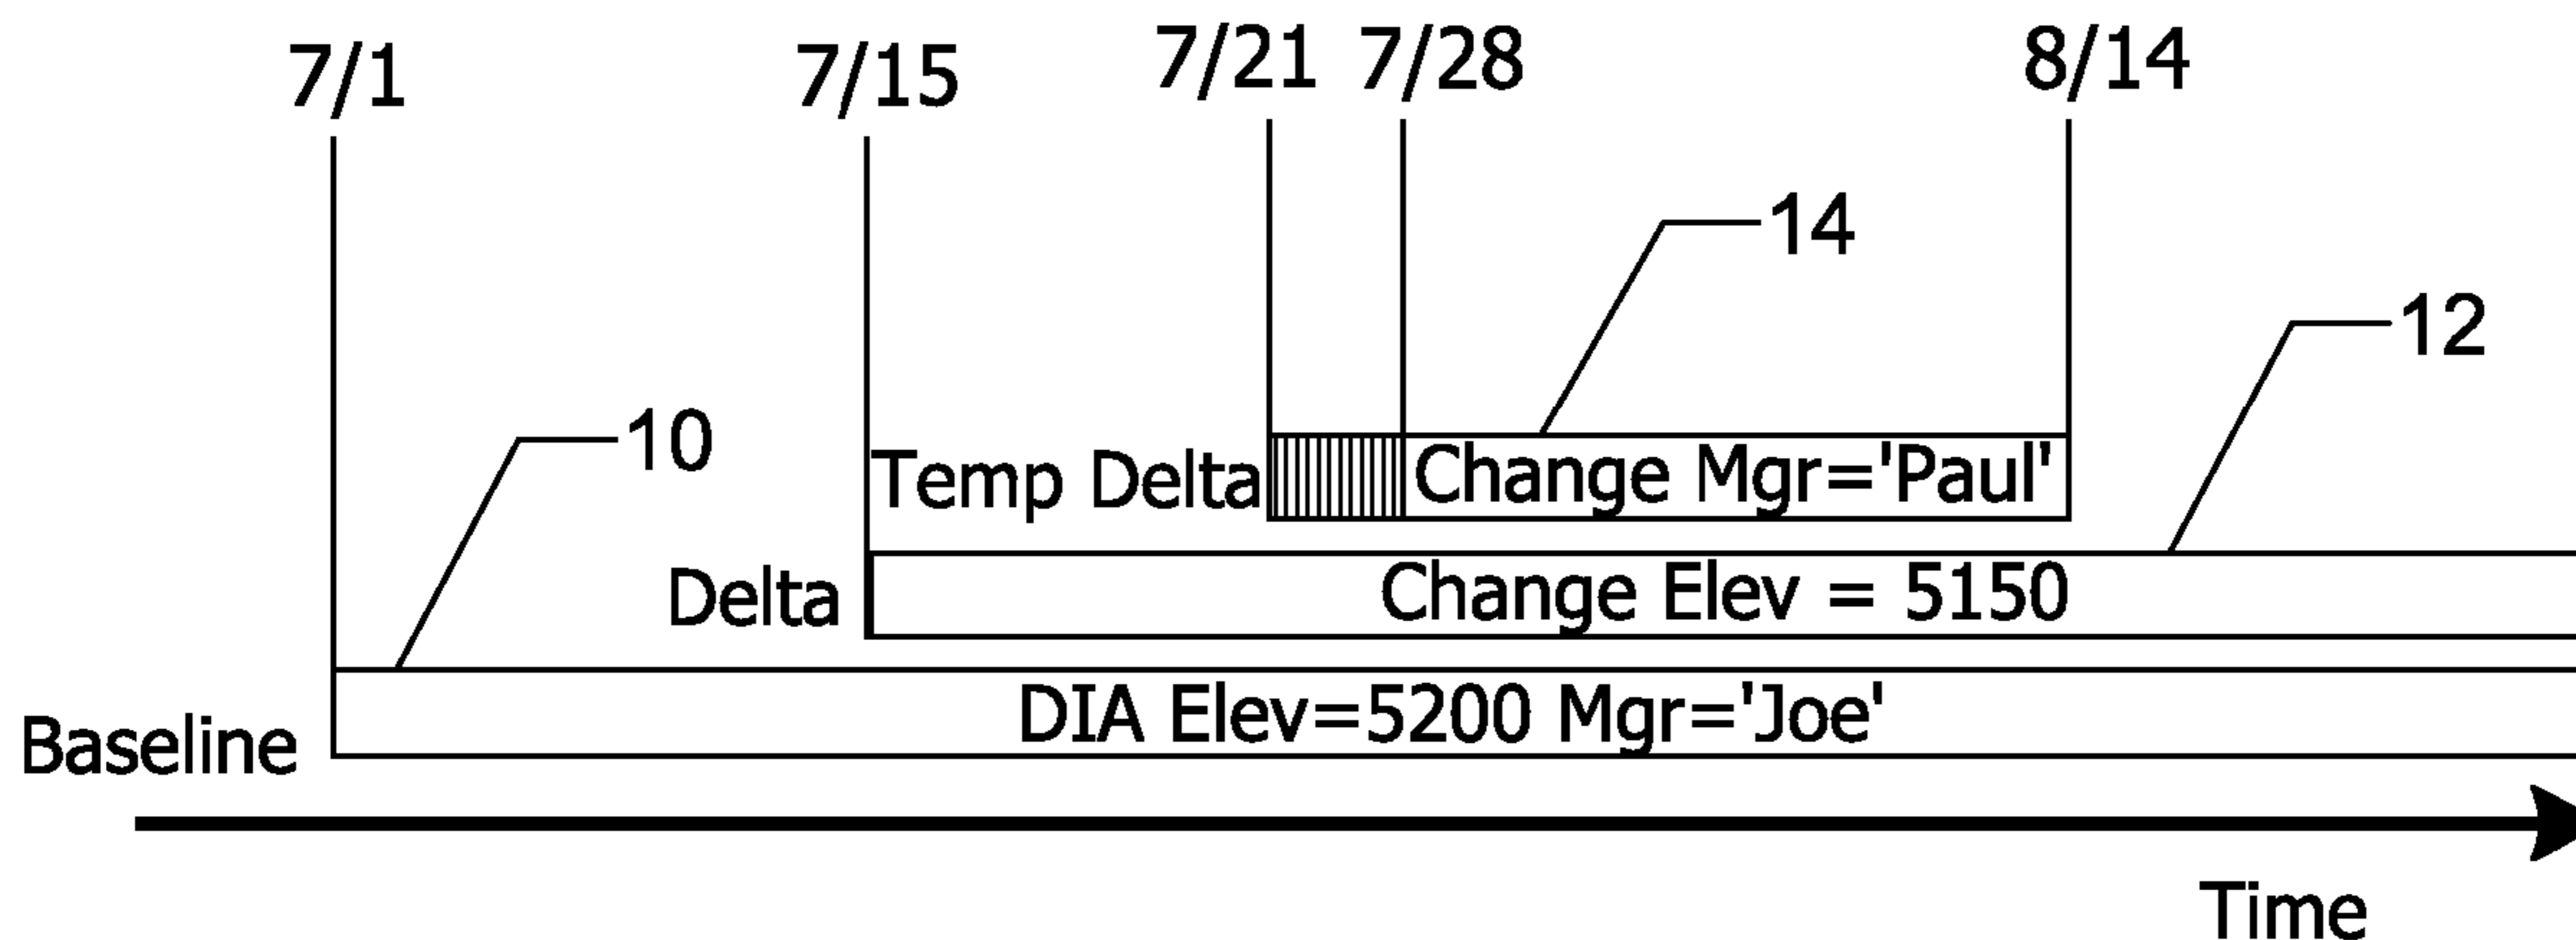 7/1
7/15
7/21
7/28
8/14
14
12
10
Temp Delta
Change Mgr='Paul'
Delta
Change Elev = 5150
DIA Elev=5200 Mgr='Joe'
Baseline
Time